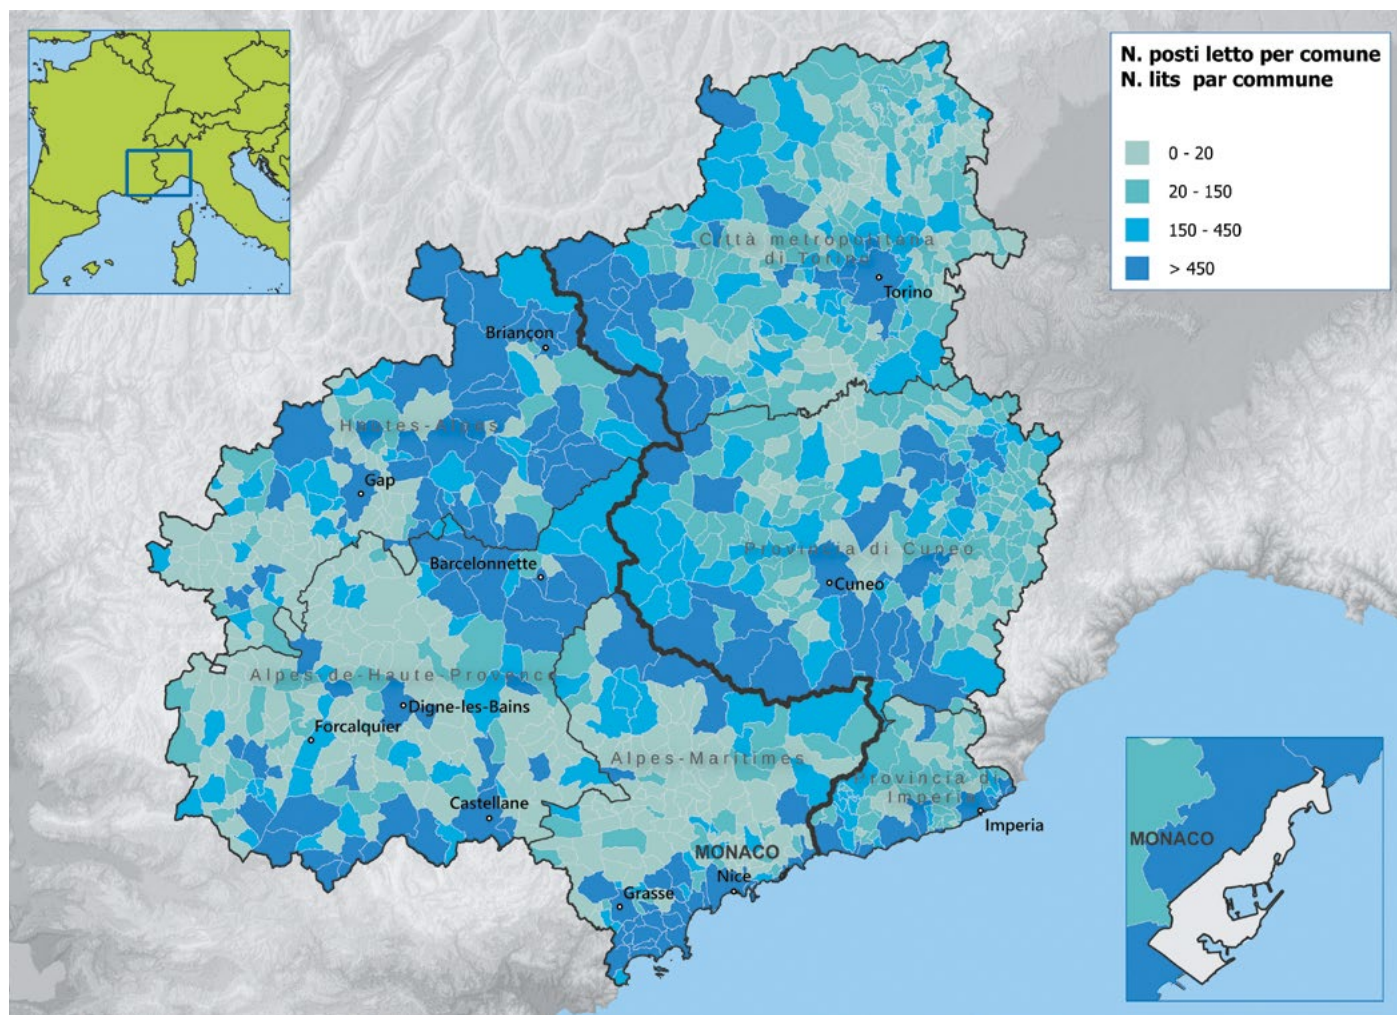 N. posti letto per comune
N. lits par commune
0 - 20
20 - 150
150 - 450
> 450
Città metropolitana
di Torino
Torino
Briançon
Hautes-Alpes
Gap
Barcelonnette
Provincia di Cuneo
Cuneo
Alpes de-Haute-Provence
Digne-les-Bains
Forcalquier
Alpes-Maritimes
Provincia di
Imperia
Castellane
Imperia
MONACO
Nice
Grasse
MONACO